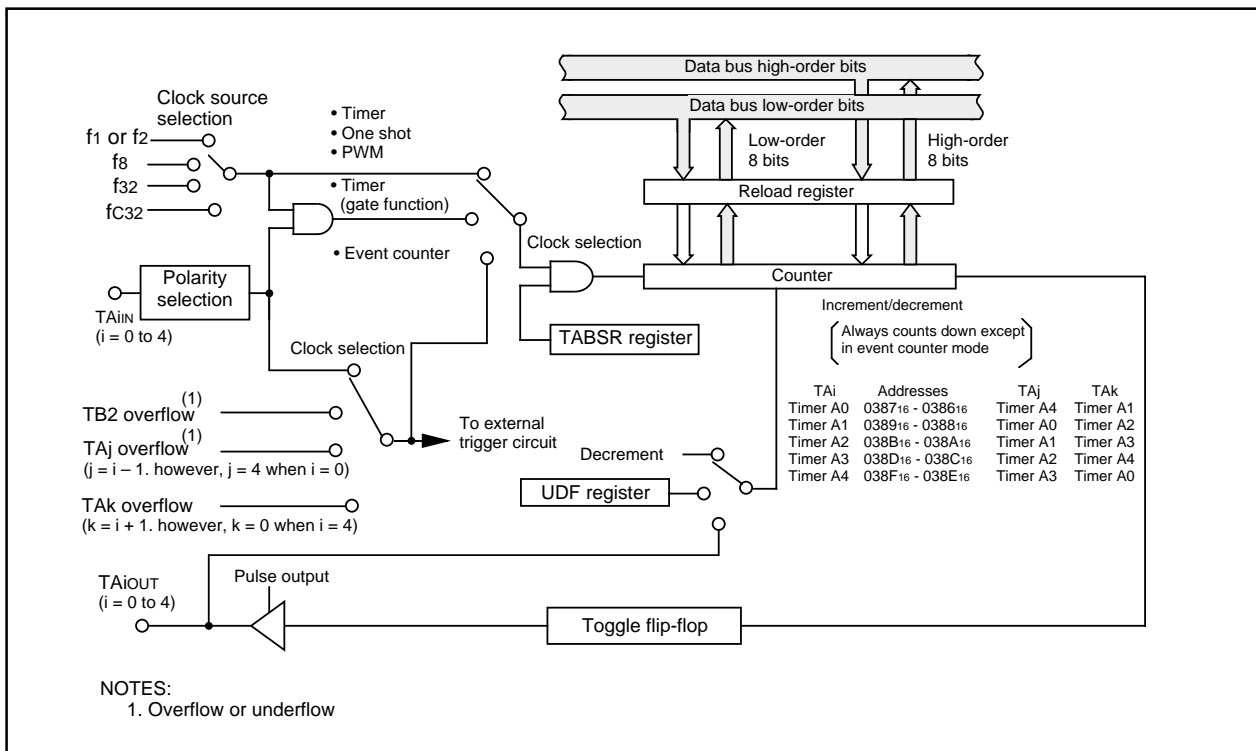 Data bus high-order bits
Data bus low-order bits
Clock source
selection
f1 or f2
f8
f32
fC32
• Timer
• One shot
• PWM
• Timer
(gate function)
• Event counter
Low-order
8 bits
High-order
8 bits
Reload register
Clock selection
Counter
Polarity
selection
TAiIN
(i = 0 to 4)
TABSR register
Increment/decrement
(Always counts down except
in event counter mode)
Clock selection
TB2 overflow(1)
TAj overflow(1)
(j = i – 1. however, j = 4 when i = 0)
TAk overflow
(k = i + 1. however, k = 0 when i = 4)
To external
trigger circuit
TAi Addresses TAj TAk
Timer A0 038716 - 038616 Timer A4 Timer A1
Timer A1 038916 - 038816 Timer A0 Timer A2
Timer A2 038B16 - 038A16 Timer A1 Timer A3
Timer A3 038D16 - 038C16 Timer A2 Timer A4
Timer A4 038F16 - 038E16 Timer A3 Timer A0
Decrement
UDF register
TAiOUT
(i = 0 to 4)
Pulse output
Toggle flip-flop
NOTES:
1. Overflow or underflow